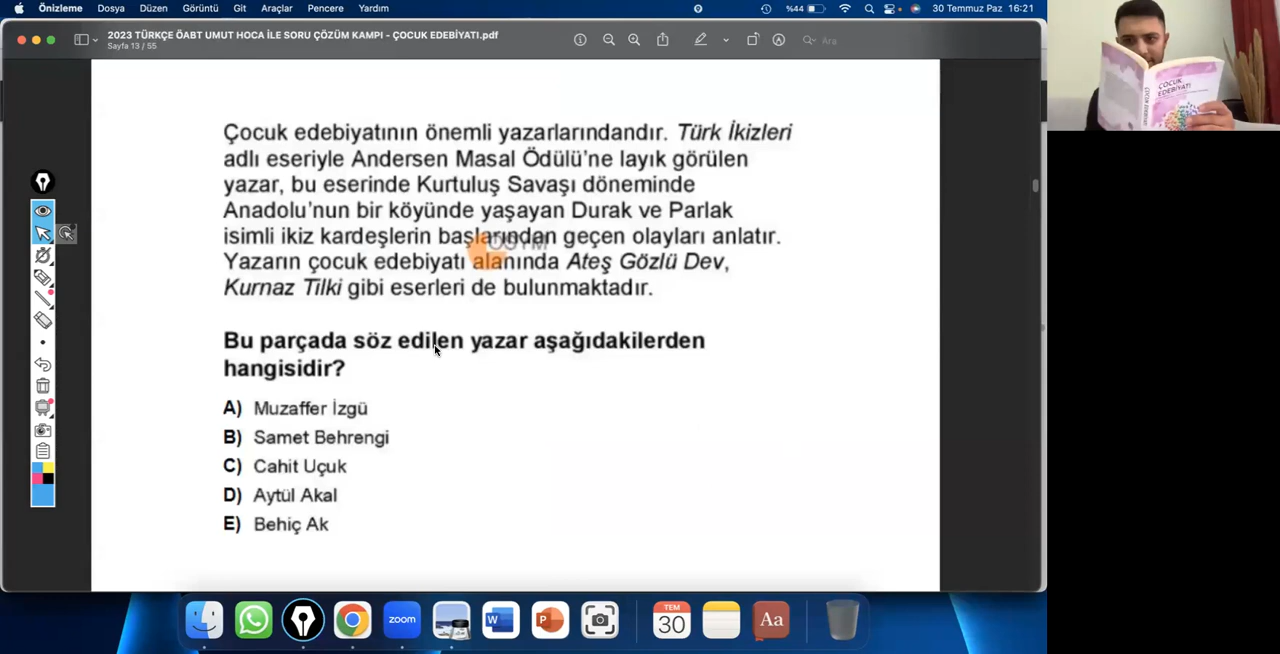 Önizleme Dosya Düzen Görüntü Git Araçlar Pencere Yardım %44 30 Temmuz Paz 16:21
2023 TÜRKÇE ÖABT UMUT HOCA İLE SORU ÇÖZÜM KAMPI - ÇOCUK EDEBİYATI.pdf
Sayfa 13 / 55
Ara
ÇOCUK
EDEBİYATI
Çocuk edebiyatının önemli yazarlarındandır. Türk İkizleri
adlı eseriyle Andersen Masal Ödülü’ne layık görülen
yazar, bu eserinde Kurtuluş Savaşı döneminde
Anadolu’nun bir köyünde yaşayan Durak ve Parlak
isimli ikiz kardeşlerin başlarından geçen olayları anlatır.
ÖSYM
Yazarın çocuk edebiyatı alanında Ateş Gözlü Dev,
Kurnaz Tilki gibi eserleri de bulunmaktadır.
Bu parçada söz edilen yazar aşağıdakilerden
hangisidir?
A) Muzaffer İzgü
B) Samet Behrengi
C) Cahit Uçuk
D) Aytül Akal
E) Behiç Ak
zoom
W
P
TEM
30
Aa